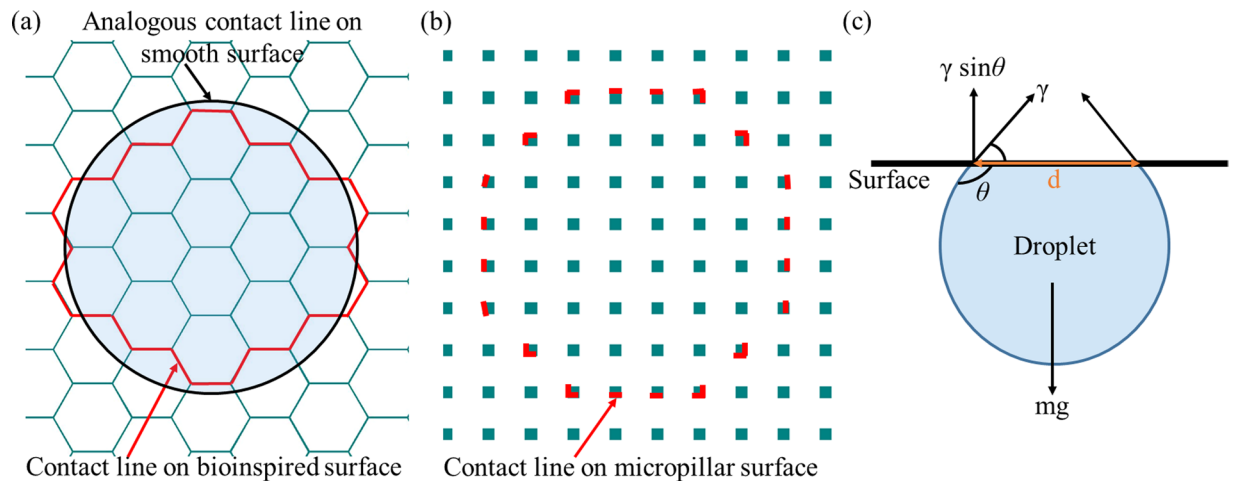 (a)
Analogous contact line on
smooth surface
Contact line on bioinspired surface
(b)
Contact line on micropillar surface
(c)
γ sinθ
γ
Surface
θ
d
Droplet
mg